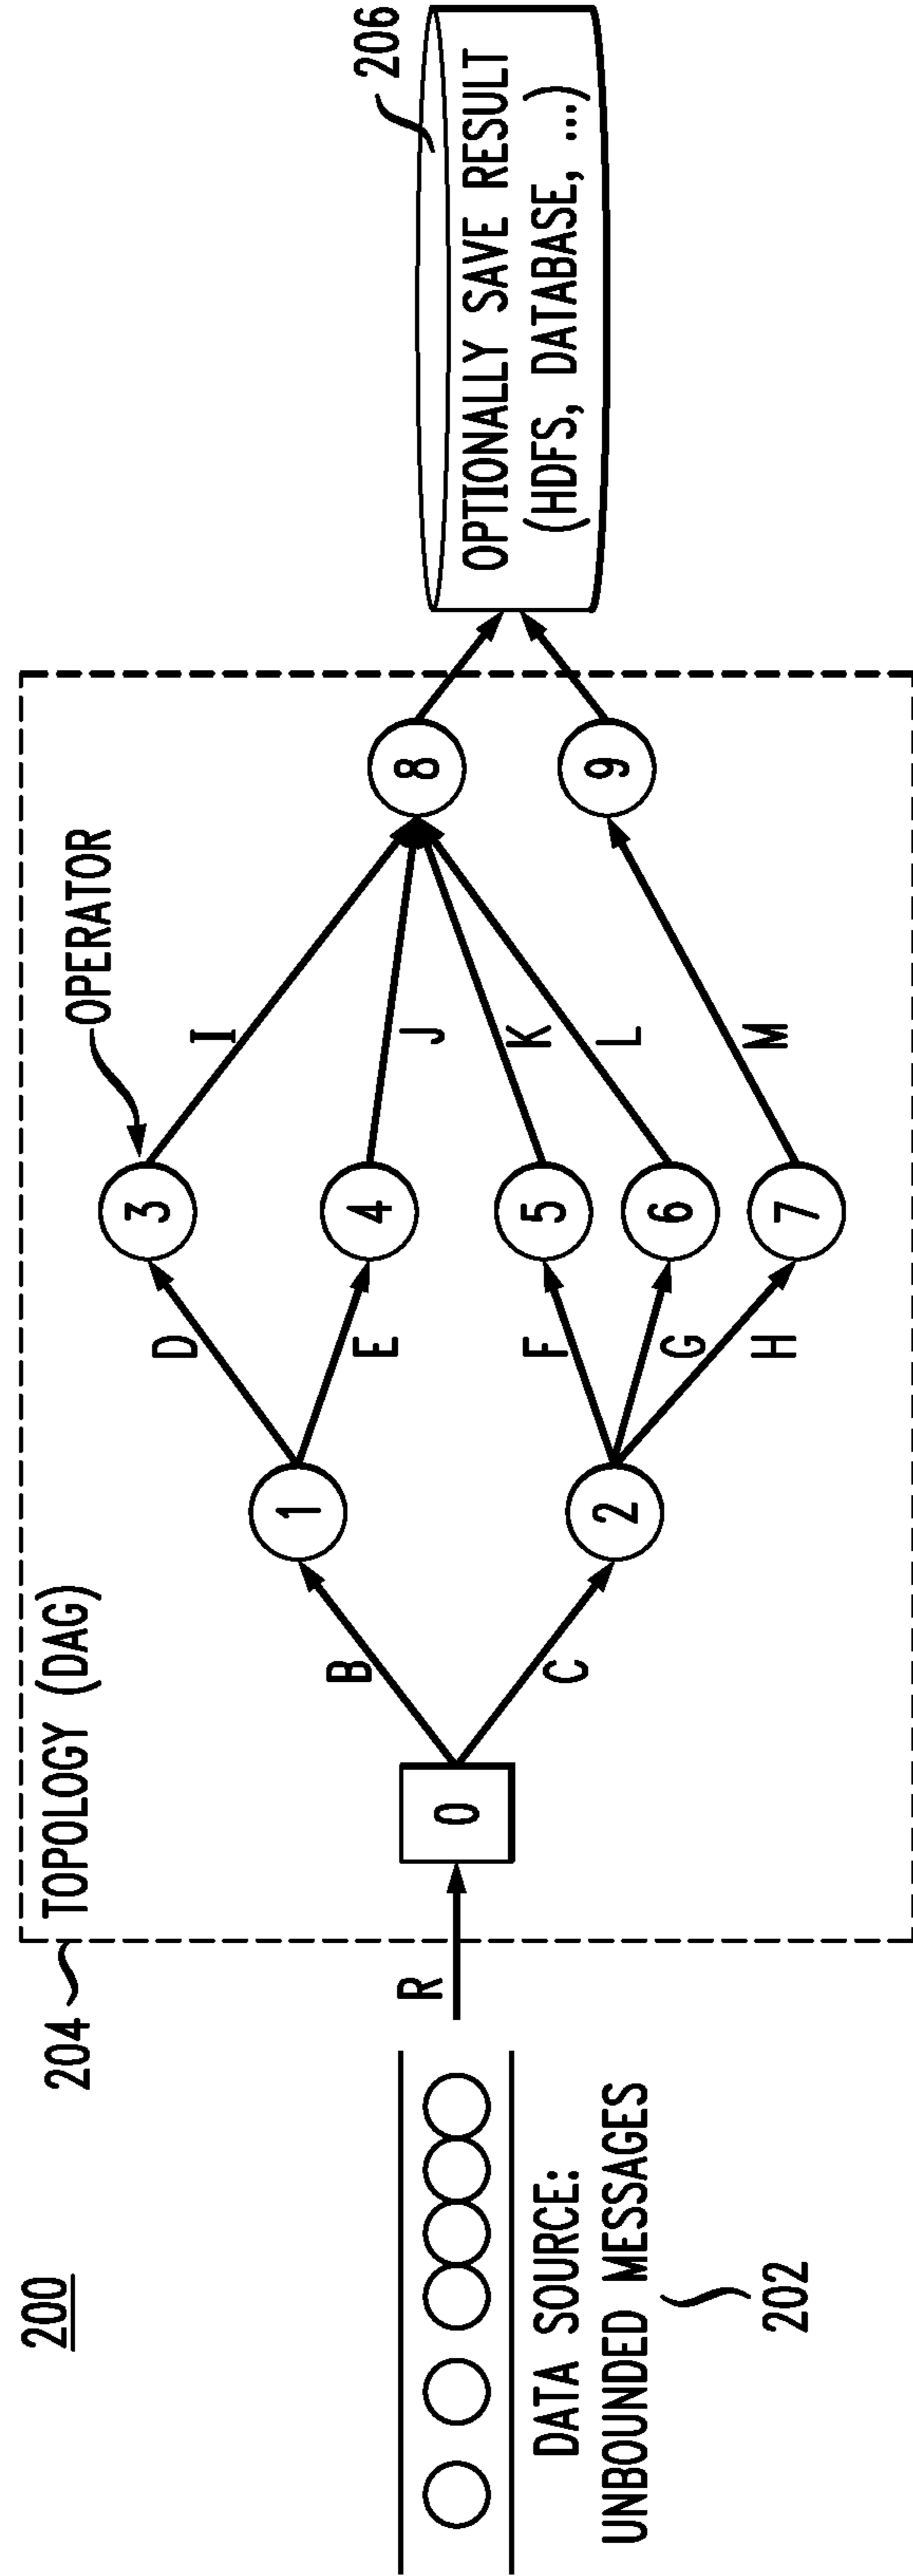 200
204
TOPOLOGY (DAG)
DATA SOURCE:
UNBOUNDED MESSAGES
202
R
0
B
C
1
2
D
E
F
G
H
3
4
5
6
7
OPERATOR
I
J
K
L
M
8
9
206
OPTIONALLY SAVE RESULT
(HDFS, DATABASE, ...)